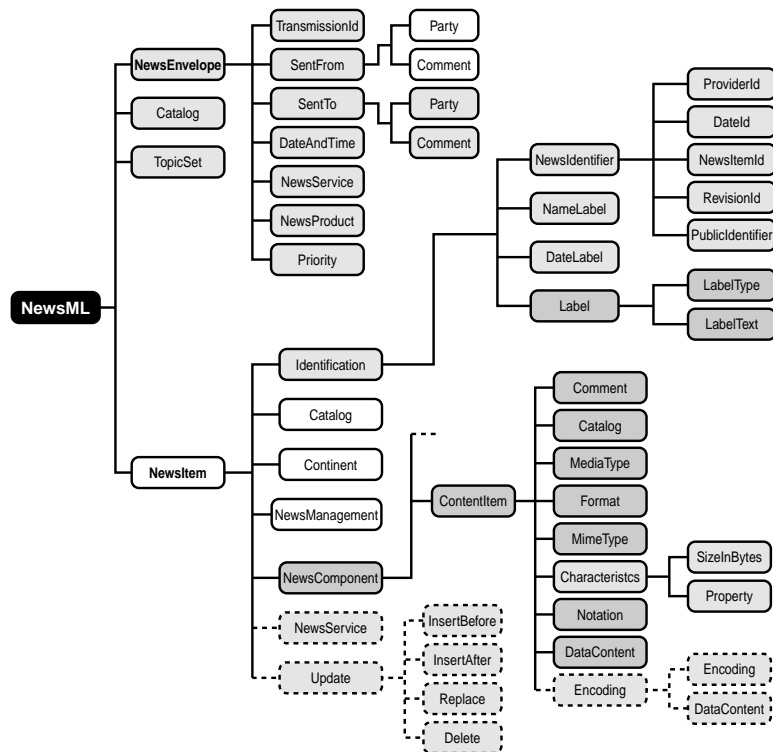 NewsML
NewsEnvelope
Catalog
TopicSet
NewsItem
TransmissionId
SentFrom
SentTo
DateAndTime
NewsService
NewsProduct
Priority
Party
Comment
Party
Comment
Identification
Catalog
Continent
NewsManagement
NewsComponent
NewsService
Update
NewsIdentifier
NameLabel
DateLabel
Label
ProviderId
DateId
NewsItemId
RevisionId
PublicIdentifier
LabelType
LabelText
ContentItem
Comment
Catalog
MediaType
Format
MimeType
Characteristcs
Notation
DataContent
Encoding
SizeInBytes
Property
Encoding
DataContent
InsertBefore
InsertAfter
Replace
Delete